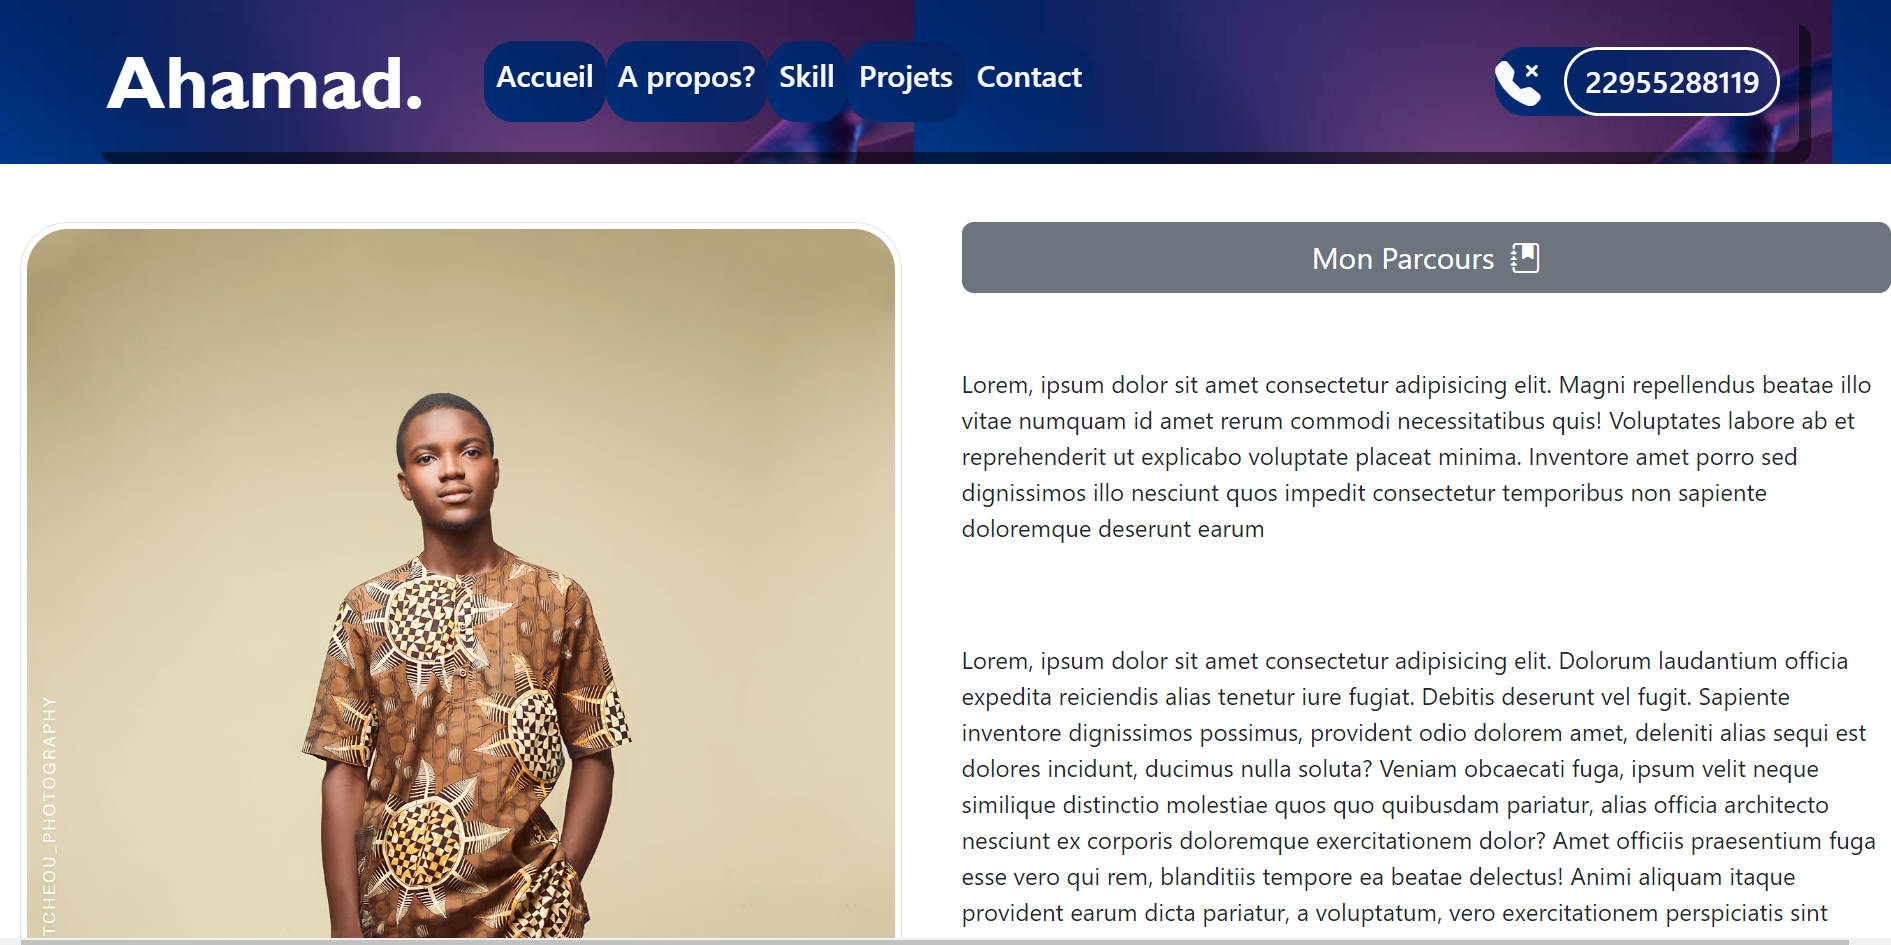 Ahamad.
Accueil A propos? Skill Projets Contact
22955288119
Mon Parcours
Lorem, ipsum dolor sit amet consectetur adipisicing elit. Magni repellendus beatae illo
vitae numquam id amet rerum commodi necessitatibus quis! Voluptates labore ab et
reprehenderit ut explicabo voluptate placeat minima. Inventore amet porro sed
dignissimos illo nesciunt quos impedit consectetur temporibus non sapiente
doloremque deserunt earum
Lorem, ipsum dolor sit amet consectetur adipisicing elit. Dolorum laudantium officia
expedita reiciendis alias tenetur iure fugiat. Debitis deserunt vel fugit. Sapiente
inventore dignissimos possimus, provident odio dolorem amet, deleniti alias sequi est
dolores incidunt, ducimus nulla soluta? Veniam obcaecati fuga, ipsum velit neque
similique distinctio molestiae quos quo quibusdam pariatur, alias officia architecto
nesciunt ex corporis doloremque exercitationem dolor? Amet officiis praesentium fuga
esse vero qui rem, blanditiis tempore ea beatae delectus! Animi aliquam itaque
provident earum dicta pariatur, a voluptatum, vero exercitationem perspiciatis sint
TCHEOU_PHOTOGRAPHY